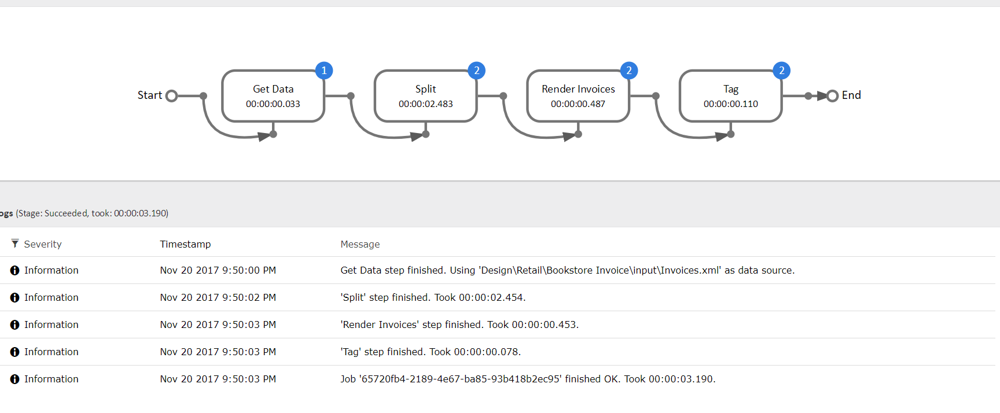 1
2
2
2
Start
Get Data
00:00:00.033
Split
00:00:02.483
Render Invoices
00:00:00.487
Tag
00:00:00.110
End
ogs (Stage: Succeeded, took: 00:00:03.190)
Severity Timestamp Message
Information Nov 20 2017 9:50:00 PM Get Data step finished. Using 'Design\Retail\Bookstore Invoice\input\Invoices.xml' as data source.
Information Nov 20 2017 9:50:02 PM 'Split' step finished. Took 00:00:02.454.
Information Nov 20 2017 9:50:03 PM 'Render Invoices' step finished. Took 00:00:00.453.
Information Nov 20 2017 9:50:03 PM 'Tag' step finished. Took 00:00:00.078.
Information Nov 20 2017 9:50:03 PM Job '65720fb4-2189-4e67-ba85-93b418b2ec95' finished OK. Took 00:00:03.190.